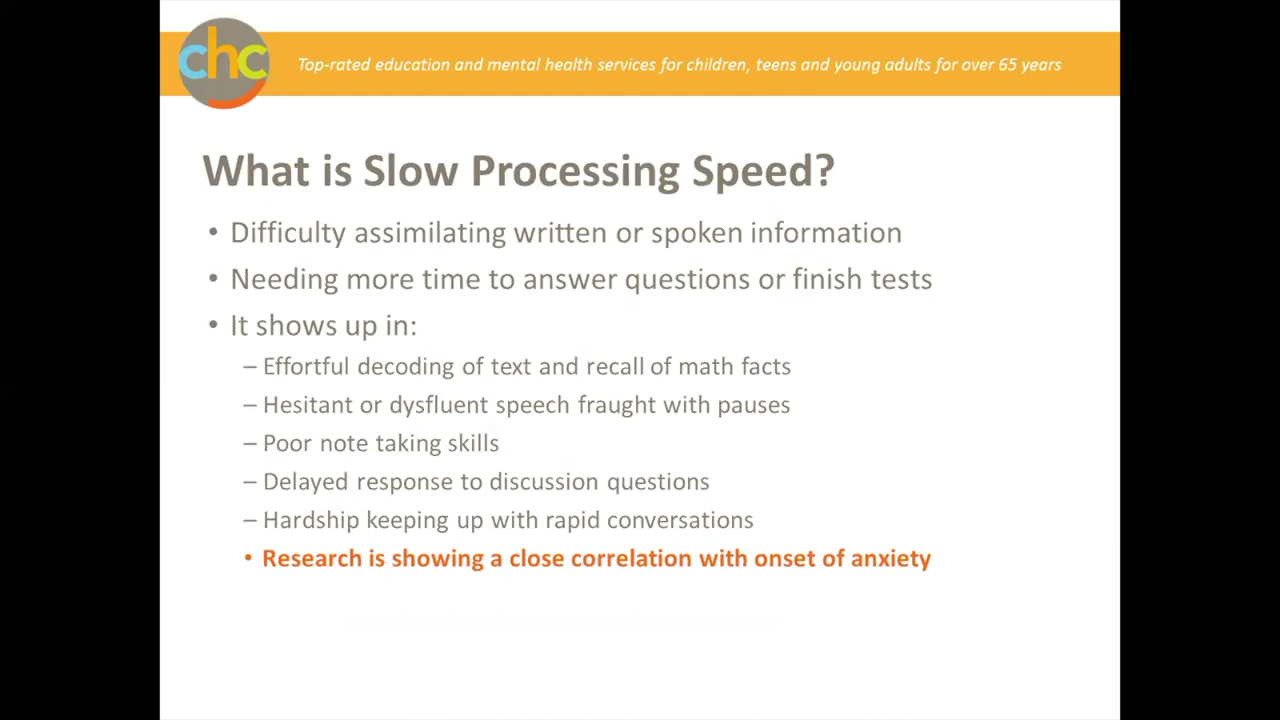 chc
Top-rated education and mental health services for children, teens and young adults for over 65 years
What is Slow Processing Speed?
• Difficulty assimilating written or spoken information
• Needing more time to answer questions or finish tests
• It shows up in:
– Effortful decoding of text and recall of math facts
– Hesitant or dysfluent speech fraught with pauses
– Poor note taking skills
– Delayed response to discussion questions
– Hardship keeping up with rapid conversations
• Research is showing a close correlation with onset of anxiety